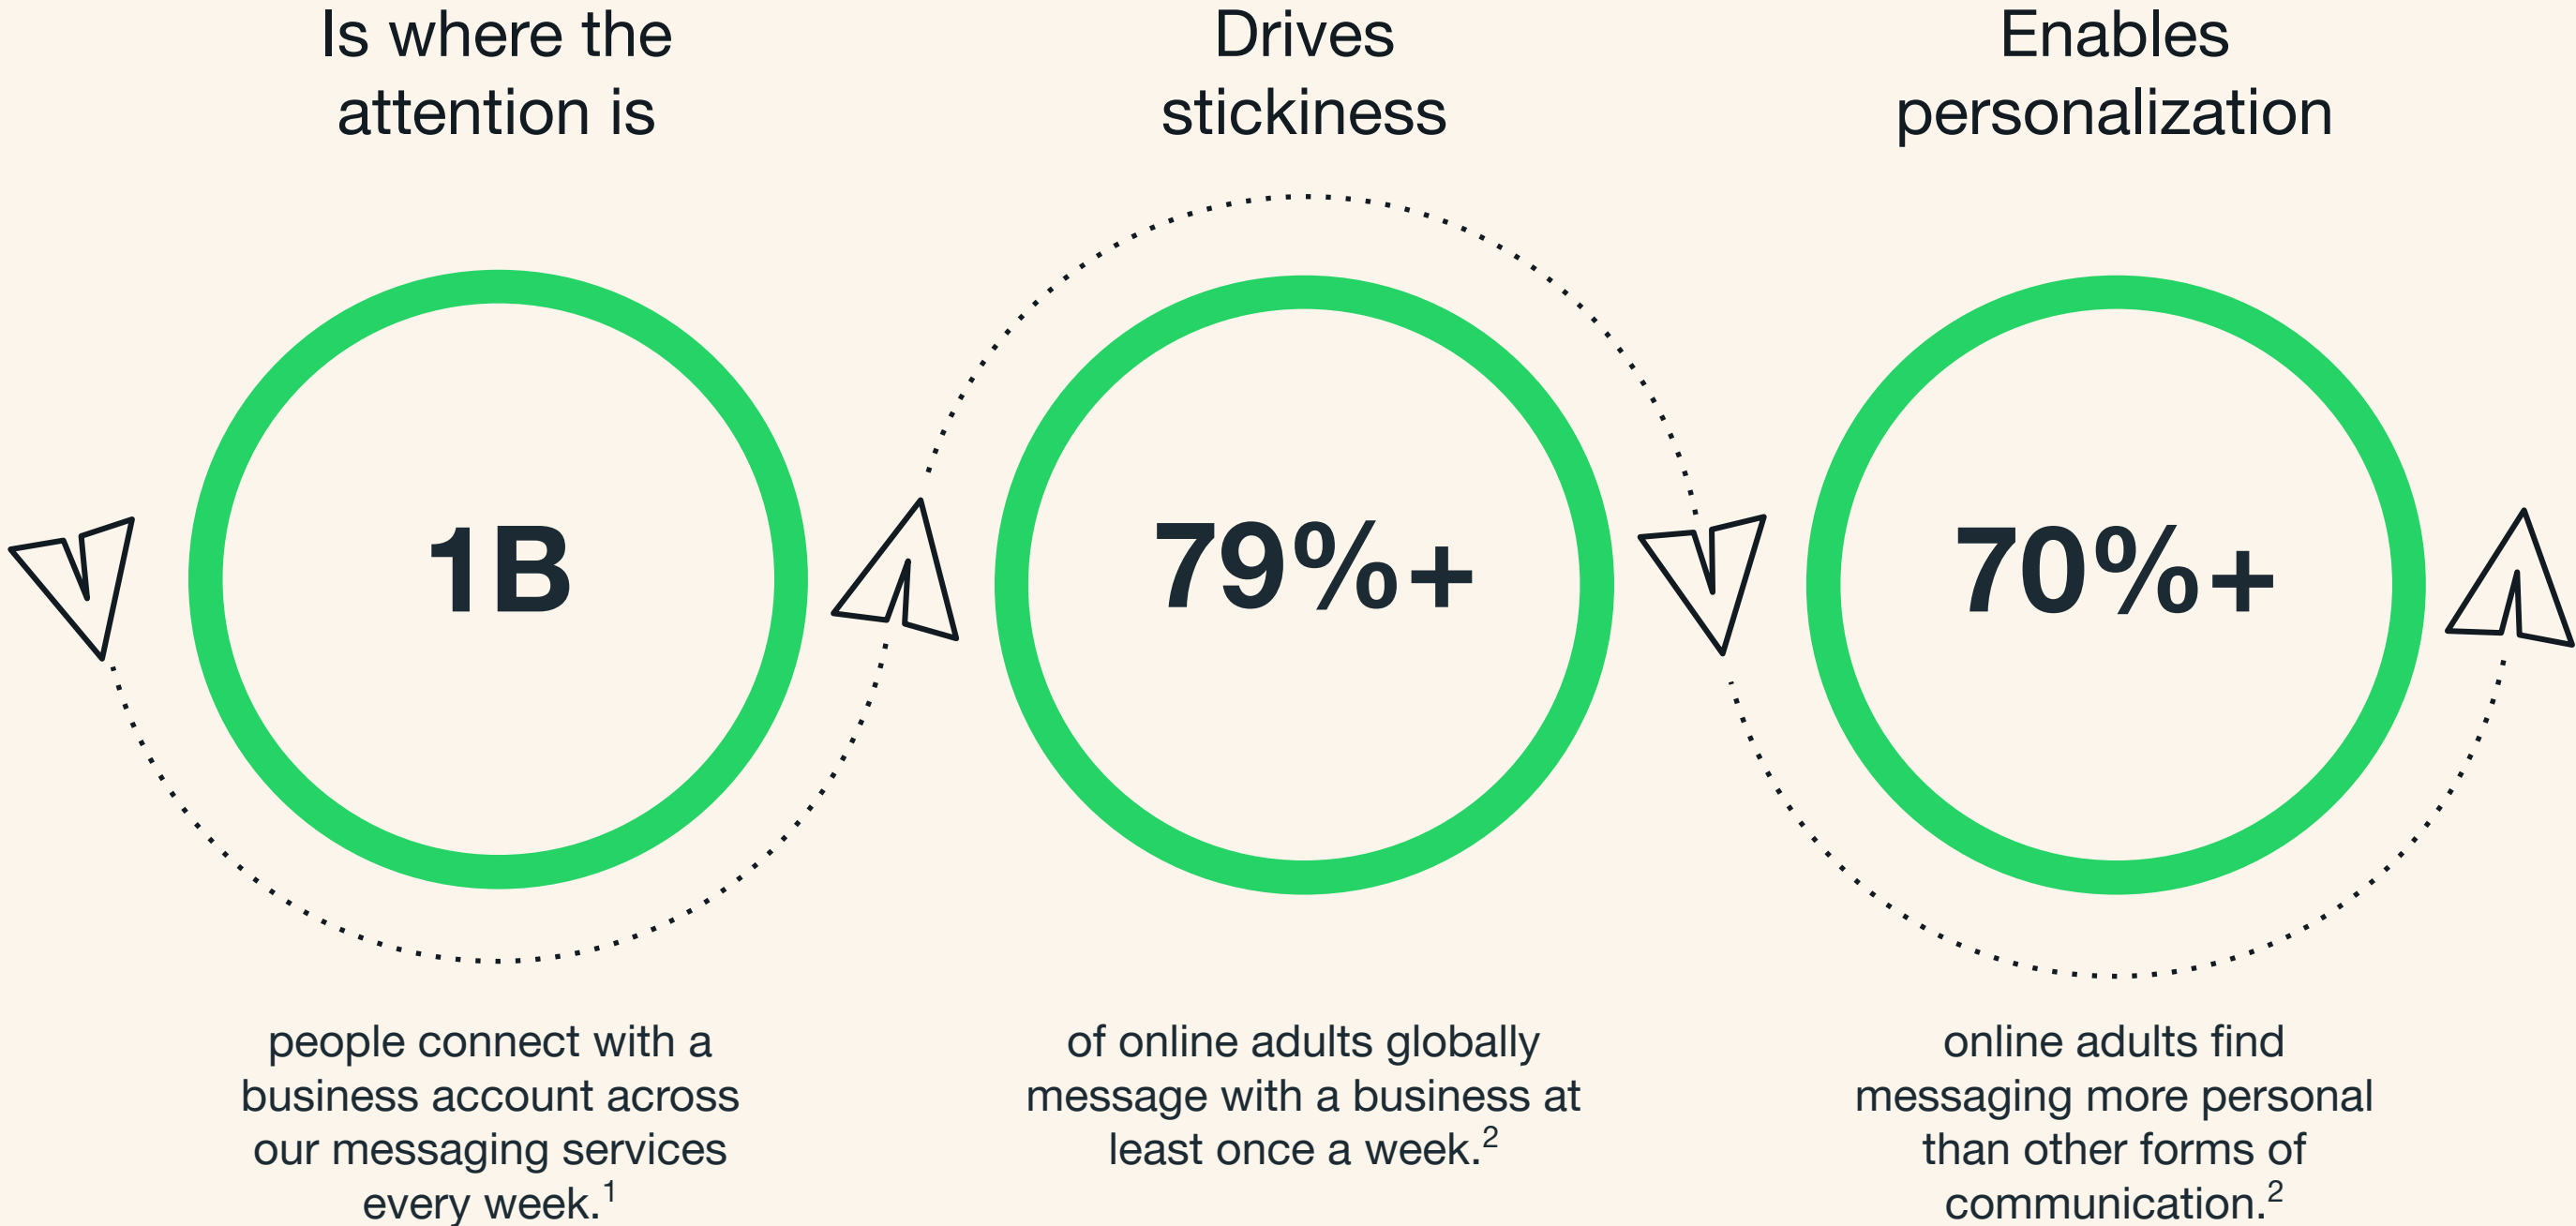 Is where the
attention is
1B
people connect with a
business account across
our messaging services
every week.¹
Drives
stickiness
79%+
of online adults globally
message with a business at
least once a week.²
Enables
personalization
70%+
online adults find
messaging more personal
than other forms of
communication.²